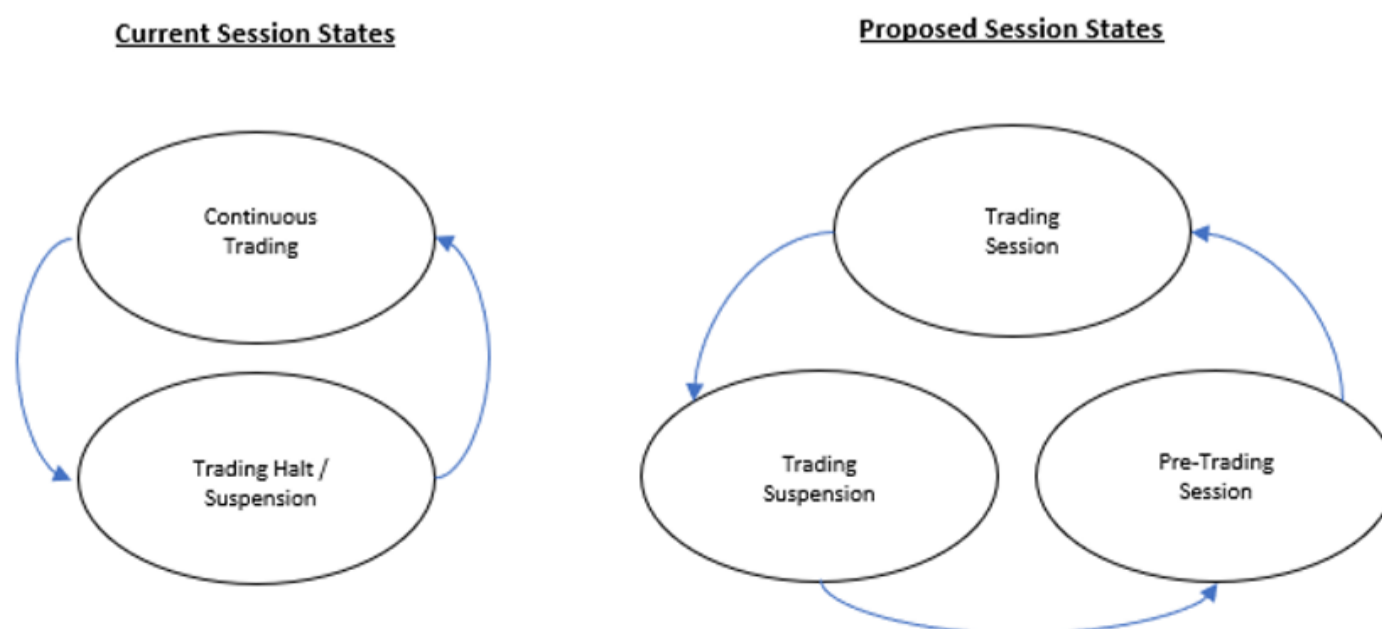 Current Session States
Proposed Session States
Continuous
Trading
Trading Halt /
Suspension
Trading
Session
Trading
Suspension
Pre-Trading
Session